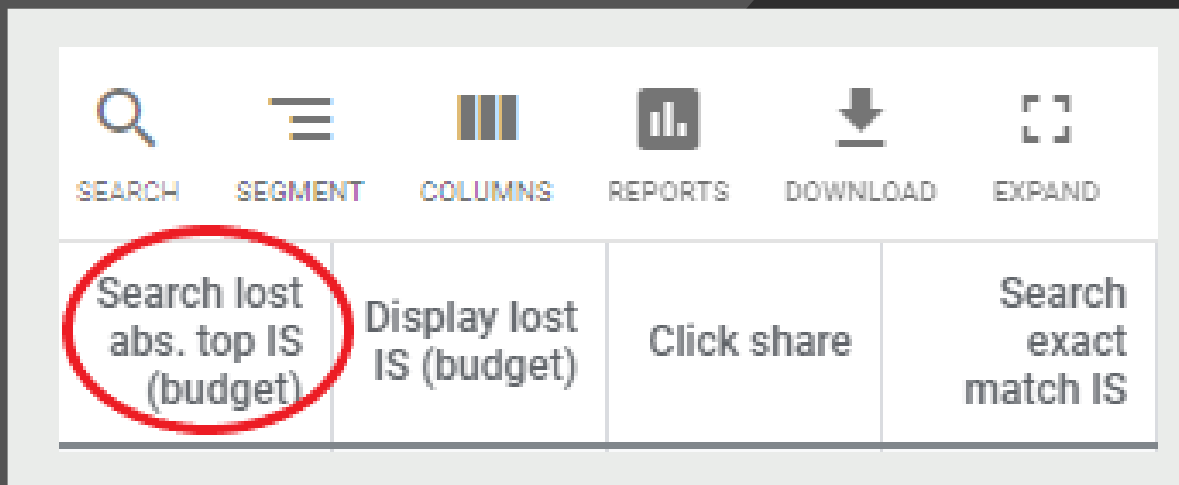 SEARCH SEGMENT COLUMNS REPORTS DOWNLOAD EXPAND
Search lost
abs. top IS
(budget)
Display lost
IS (budget)
Click share
Search
exact
match IS